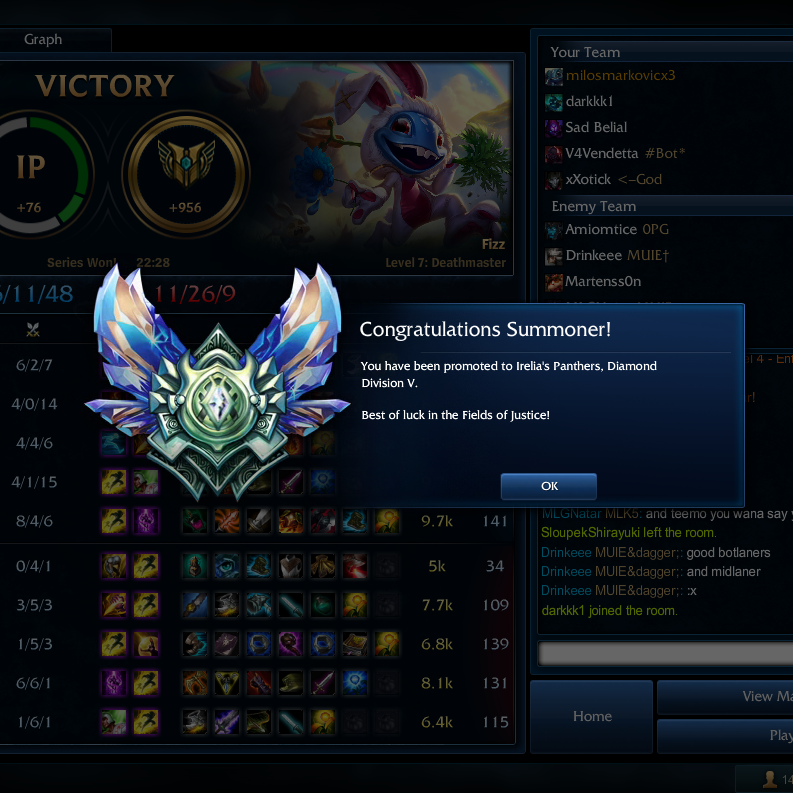 Graph
VICTORY
IP
+76
+956
Fizz
Series Won!
22:28
Level 7: Deathmaster
/11/48
11/26/9
6/2/7
4/0/14
4/4/6
4/1/15
8/4/6
9.7k
141
0/4/1
5k
34
3/5/3
7.7k
109
1/5/3
6.8k
139
6/6/1
8.1k
131
1/6/1
6.4k
115
Congratulations Summoner!
You have been promoted to Irelia's Panthers, Diamond
Division V.
Best of luck in the Fields of Justice!
OK
Your Team
milosmarkovicx3
darkkk1
Sad Belial
V4Vendetta #Bot*
xXotick <-God
Enemy Team
Amiomtice 0PG
Drinkeee MUIE†
Martenss0n
MLGNatar MLK5: and teemo you wana say
SloupekShirayuki left the room.
Drinkeee MUIE&dagger;: good botlaners
Drinkeee MUIE&dagger;: and midlaner
Drinkeee MUIE&dagger;: :x
darkkk1 joined the room.
Home
View Ma
Play
14